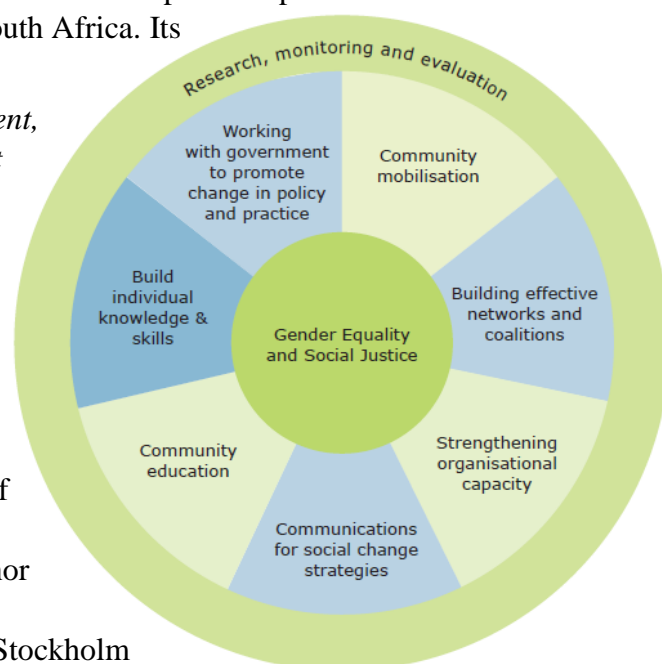 outh Africa. Its
ent,
t
of
nor
Stockholm
Research, monitoring and evaluation
Working
with government
to promote
change in policy
and practice
Community
mobilisation
Building effective
networks and
coalitions
Strengthening
organisational
capacity
Communications
for social change
strategies
Community
education
Build
individual
knowledge &
skills
Gender Equality
and Social Justice